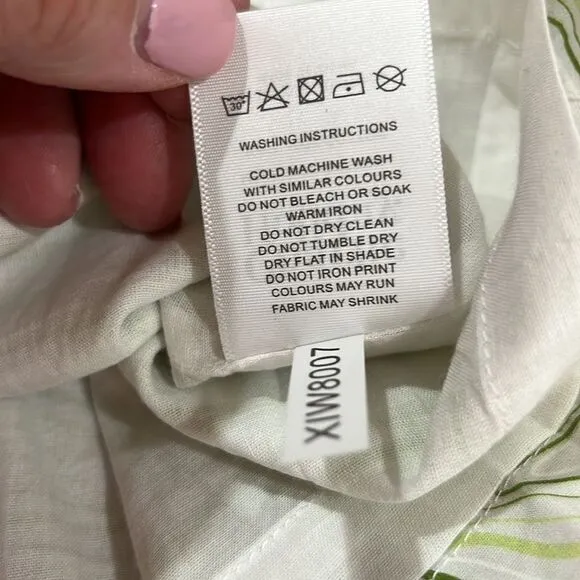 30°
WASHING INSTRUCTIONS
COLD MACHINE WASH
WITH SIMILAR COLOURS
DO NOT BLEACH OR SOAK
WARM IRON
DO NOT DRY CLEAN
DO NOT TUMBLE DRY
DRY FLAT IN SHADE
DO NOT IRON PRINT
COLOURS MAY RUN
FABRIC MAY SHRINK
XIW8007